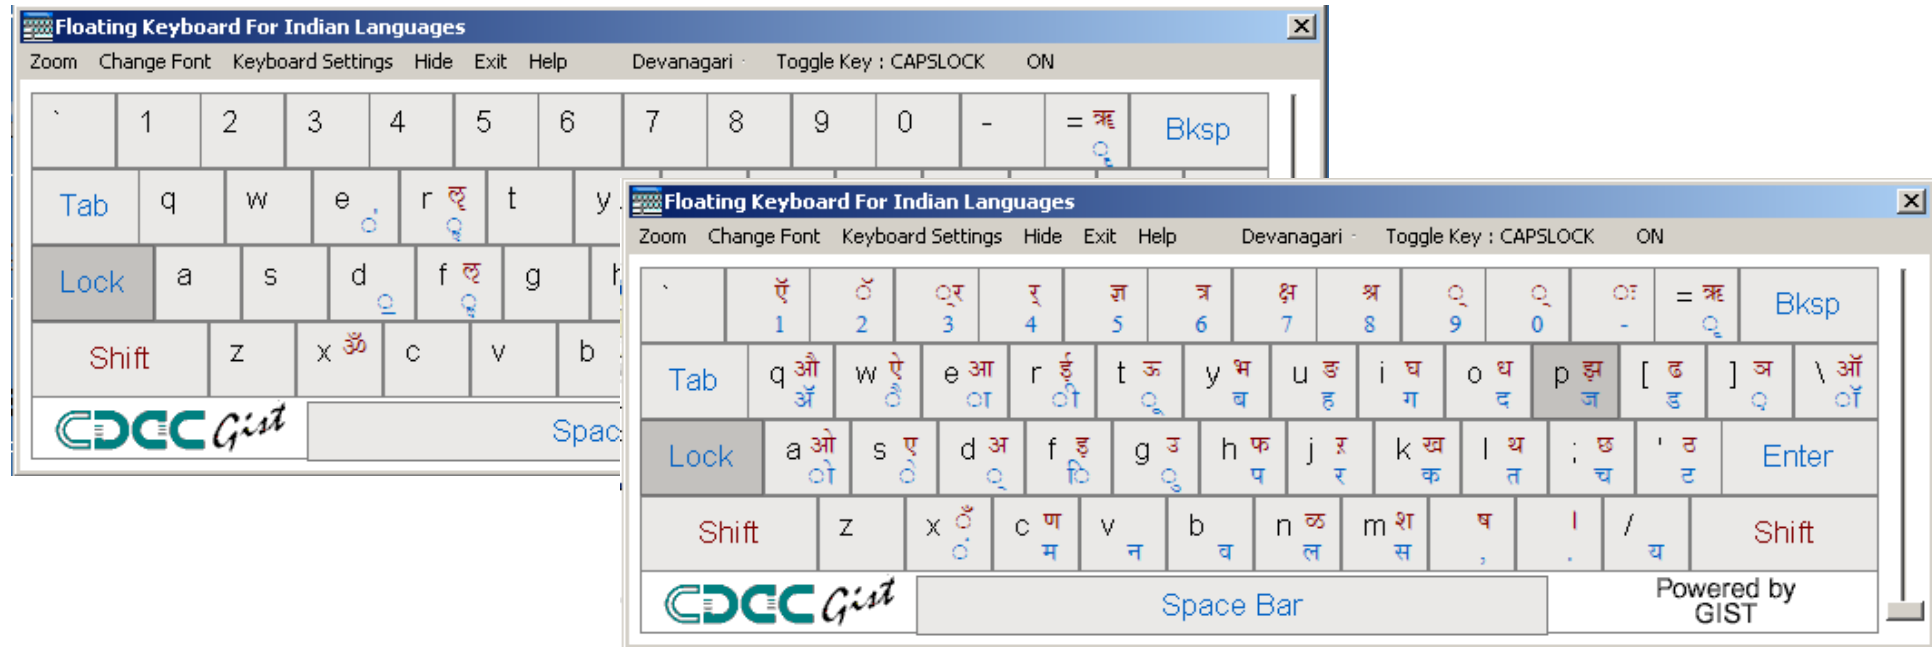 Floating Keyboard For Indian Languages
Zoom Change Font Keyboard Settings Hide Exit Help Devanagari Toggle Key : CAPSLOCK ON
` 1 2 3 4 5 6 7 8 9 0 - = ॠ Bksp
ॄ
Tab q w e r ऌ t y
ं ॢ
Lock a s d f ऌ g
॒ ॢ
Shift z x ॐ c v b
CDAC Gist Spac
Floating Keyboard For Indian Languages
Zoom Change Font Keyboard Settings Hide Exit Help Devanagari Toggle Key : CAPSLOCK ON
` ऍ ॅ ्र र् ज्ञ त्र क्ष श्र ् ् ः = ऋ Bksp
1 2 3 4 5 6 7 8 9 0 - ृ
Tab q औ w ऐ e आ r ई t ऊ y भ u ङ i घ o ध p झ [ ढ ] ञ \ ऑ
ॲ ै ा ी ू ब ह ग द ज ड ़ ॉ
Lock a ओ s ए d अ f इ g उ h फ j ऱ k ख l थ ; छ ' ठ Enter
ो े ् ि ु प र क त च ट
Shift z x ँ c ण v b n ळ m श ष । / Shift
ं म न व ल स , . य
CDAC Gist Space Bar Powered by
GIST